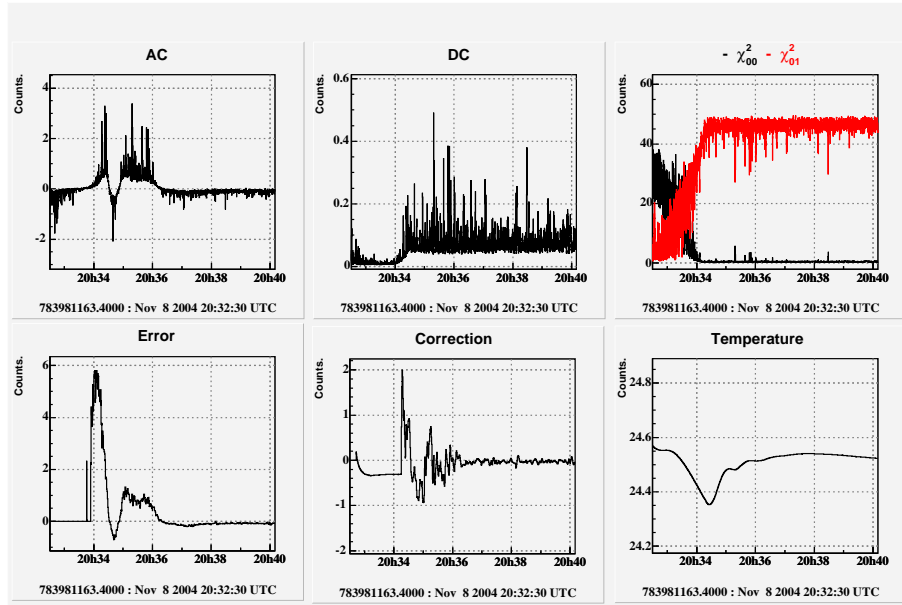 AC
Counts.
4
2
0
-2
20h34 20h36 20h38 20h40
783981163.4000 : Nov 8 2004 20:32:30 UTC
DC
Counts.
0.6
0.4
0.2
0
20h34 20h36 20h38 20h40
783981163.4000 : Nov 8 2004 20:32:30 UTC
- χ²₀₀ - χ²₀₁
Counts.
60
40
20
0
20h34 20h36 20h38 20h40
783981163.4000 : Nov 8 2004 20:32:30 UTC
Error
Counts.
6
4
2
0
20h34 20h36 20h38 20h40
783981163.4000 : Nov 8 2004 20:32:30 UTC
Correction
Counts.
2
1
0
-1
-2
20h34 20h36 20h38 20h40
783981163.4000 : Nov 8 2004 20:32:30 UTC
Temperature
Counts.
24.8
24.6
24.4
24.2
20h34 20h36 20h38 20h40
783981163.4000 : Nov 8 2004 20:32:30 UTC